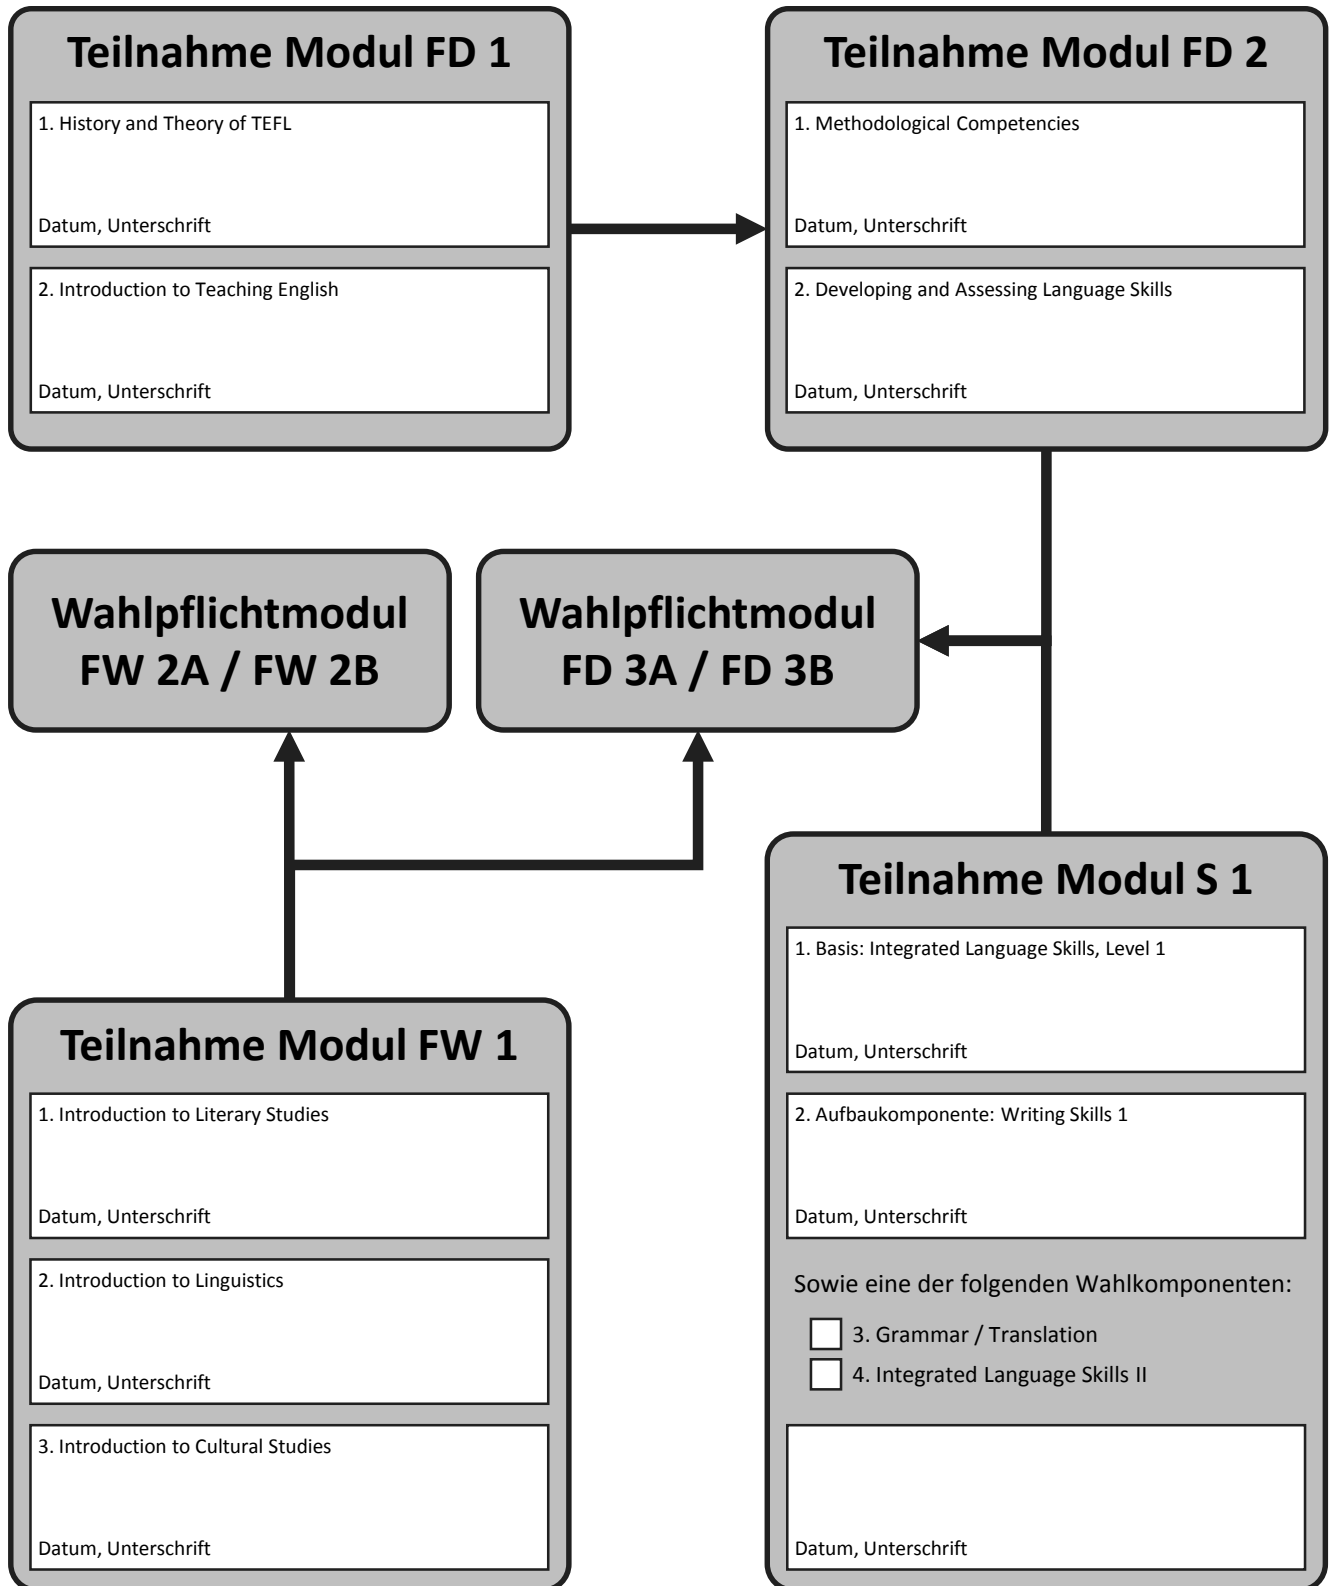 Teilnahme Modul FD 1
1. History and Theory of TEFL
Datum, Unterschrift
2. Introduction to Teaching English
Datum, Unterschrift
Teilnahme Modul FD 2
1. Methodological Competencies
Datum, Unterschrift
2. Developing and Assessing Language Skills
Datum, Unterschrift
Wahlpflichtmodul
FW 2A / FW 2B
Wahlpflichtmodul
FD 3A / FD 3B
Teilnahme Modul FW 1
1. Introduction to Literary Studies
Datum, Unterschrift
2. Introduction to Linguistics
Datum, Unterschrift
3. Introduction to Cultural Studies
Datum, Unterschrift
Teilnahme Modul S 1
1. Basis: Integrated Language Skills, Level 1
Datum, Unterschrift
2. Aufbaukomponente: Writing Skills 1
Datum, Unterschrift
Sowie eine der folgenden Wahlkomponenten:
3. Grammar / Translation
4. Integrated Language Skills II
Datum, Unterschrift